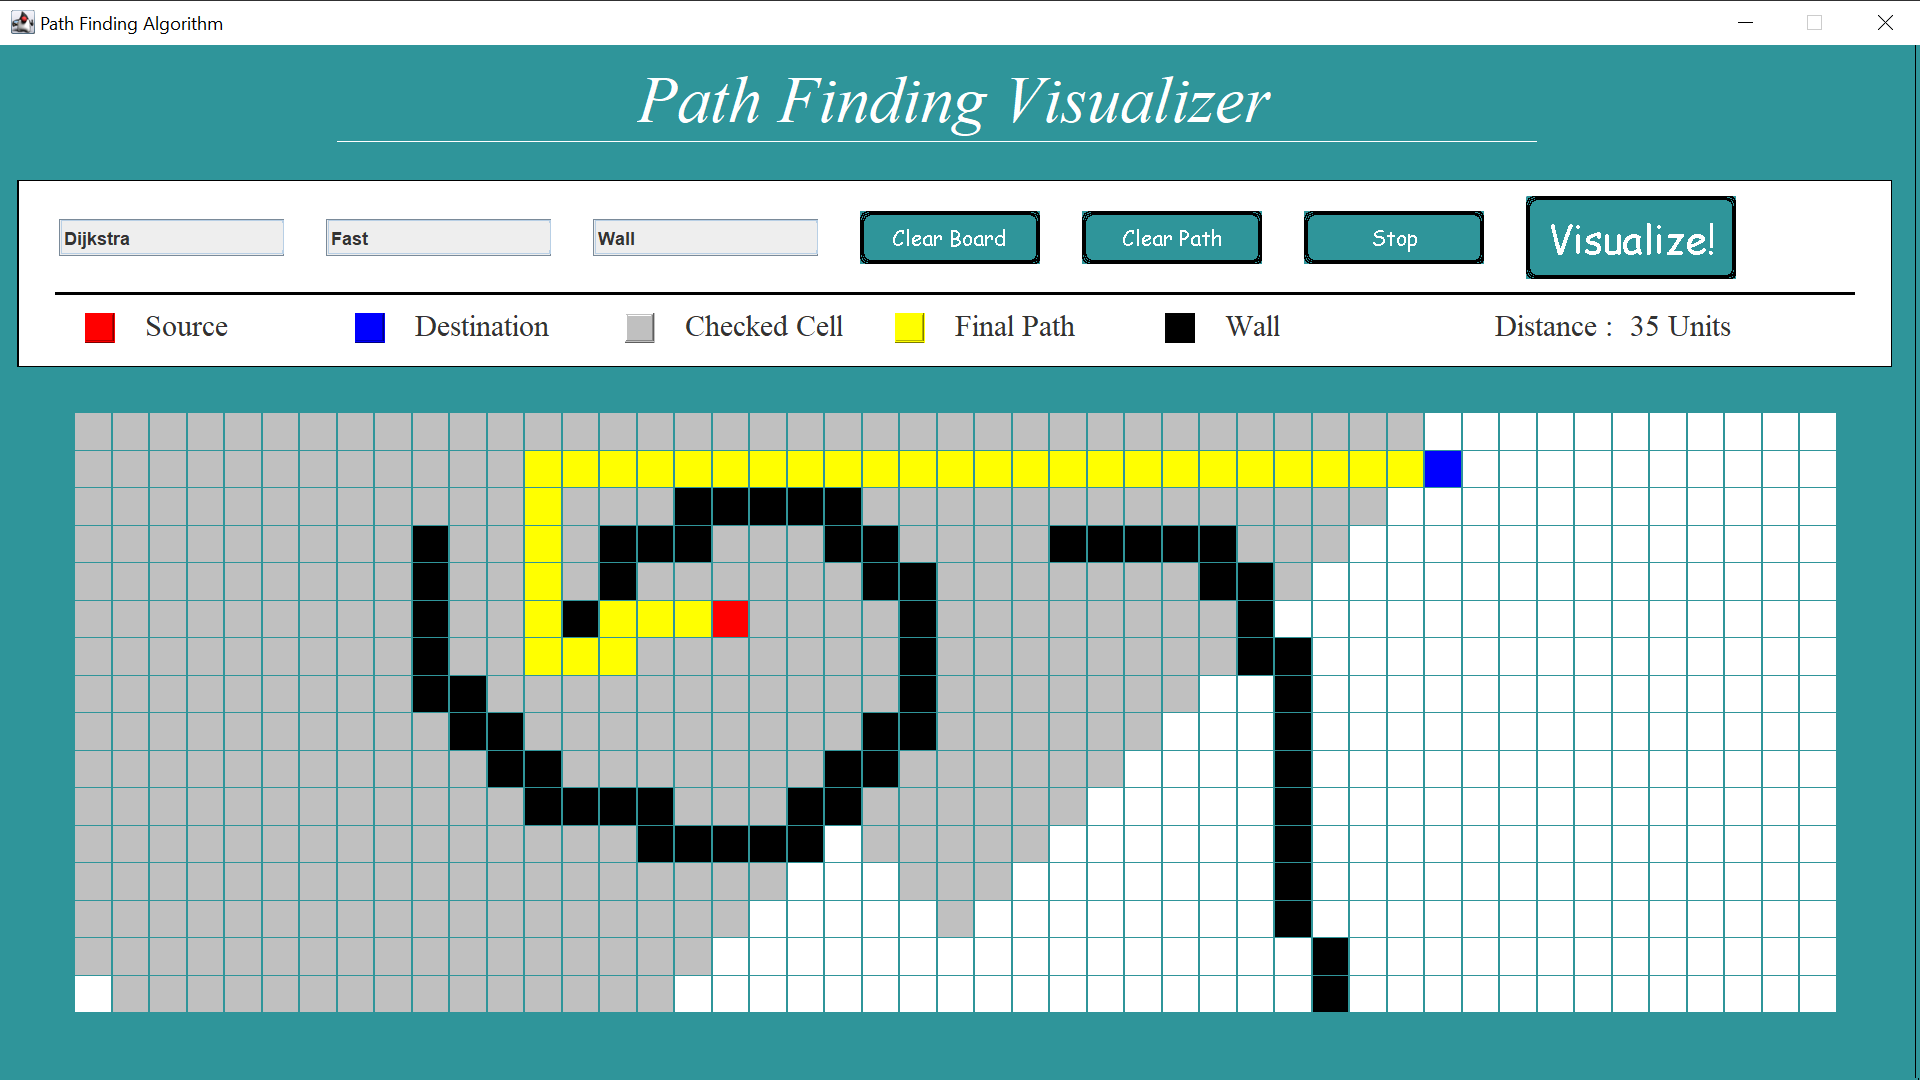 Path Finding Algorithm
Path Finding Visualizer
Dijkstra Fast Wall Clear Board Clear Path Stop Visualize!
Source Destination Checked Cell Final Path Wall Distance : 35 Units